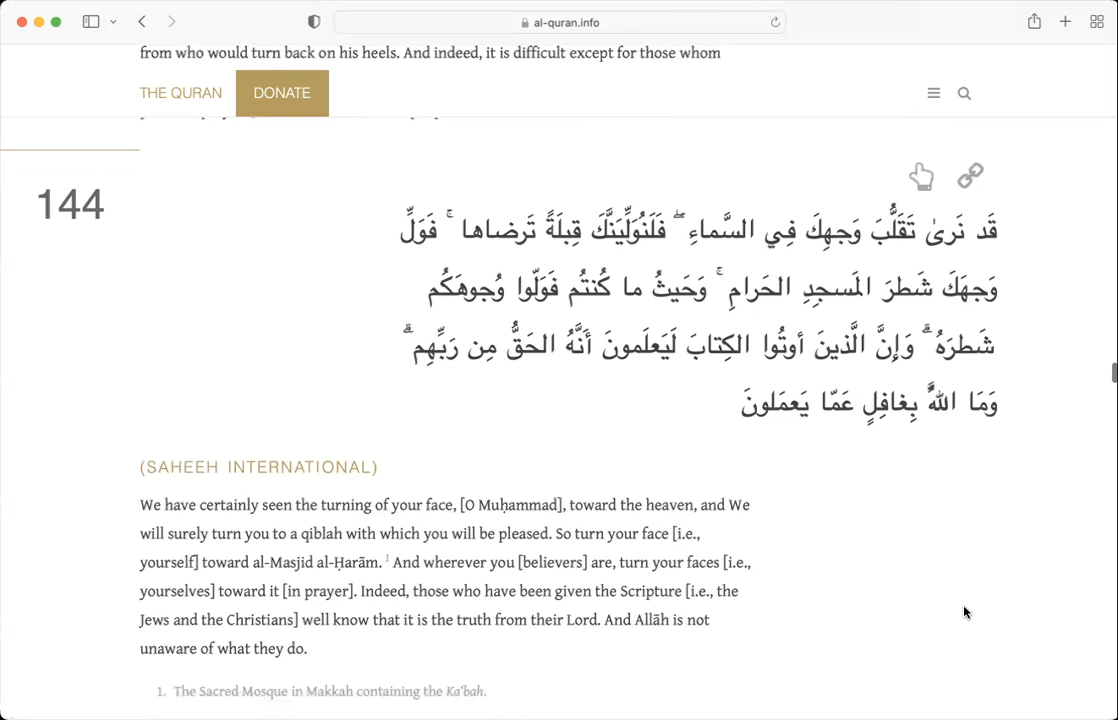 al-quran.info
from who would turn back on his heels. And indeed, it is difficult except for those whom
THE QURAN DONATE
144
قَد نَرىٰ تَقَلُّبَ وَجهِكَ فِي السَّماءِ ۖ فَلَنُوَلِّيَنَّكَ قِبلَةً تَرضاها ۚ فَوَلِّ
وَجهَكَ شَطرَ المَسجِدِ الحَرامِ ۚ وَحَيثُ ما كُنتُم فَوَلّوا وُجوهَكُم
شَطرَهُ ۗ وَإِنَّ الَّذينَ أوتُوا الكِتابَ لَيَعلَمونَ أَنَّهُ الحَقُّ مِن رَبِّهِم ۗ
وَمَا اللَّهُ بِغافِلٍ عَمّا يَعمَلونَ
(SAHEEH INTERNATIONAL)
We have certainly seen the turning of your face, [O Muḥammad], toward the heaven, and We
will surely turn you to a qiblah with which you will be pleased. So turn your face [i.e.,
yourself] toward al-Masjid al-Ḥarām. 1 And wherever you [believers] are, turn your faces [i.e.,
yourselves] toward it [in prayer]. Indeed, those who have been given the Scripture [i.e., the
Jews and the Christians] well know that it is the truth from their Lord. And Allāh is not
unaware of what they do.
1. The Sacred Mosque in Makkah containing the Kaʿbah.